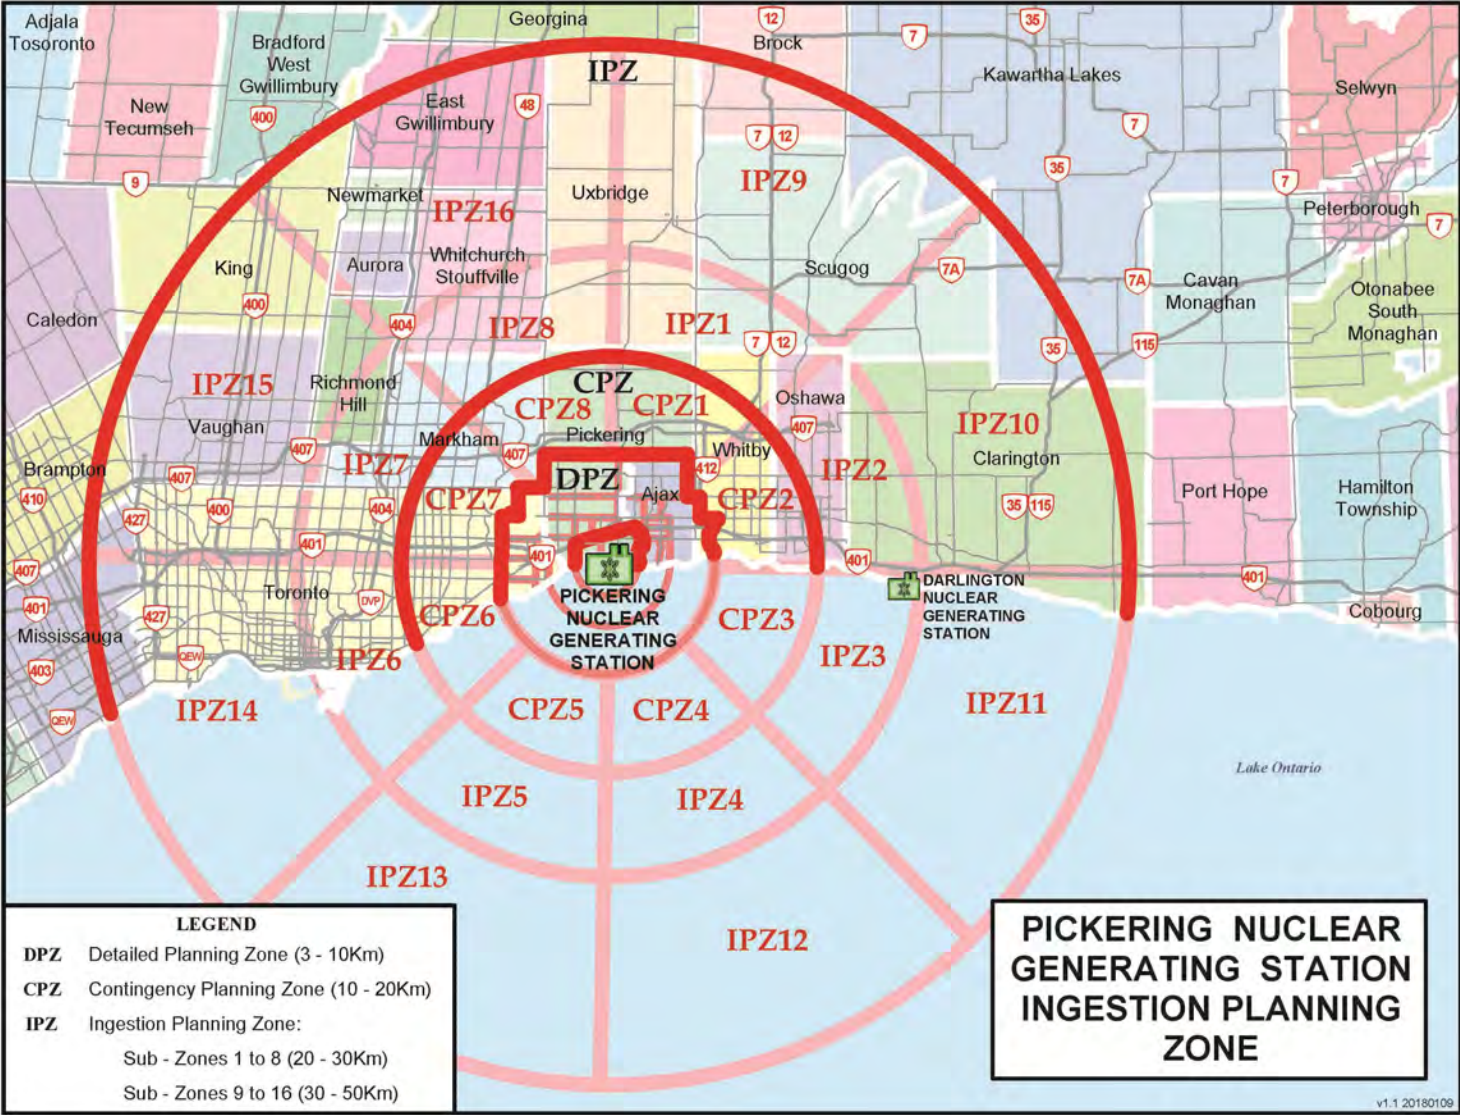 Adjala
Tosoronto
Georgina
12
Brock
7
35
Kawartha Lakes
Bradford
West
Gwillimbury
IPZ
Selwyn
New
Tecumseh
400
East
Gwillimbury
48
7
12
7
9
Newmarket
IPZ16
Uxbridge
IPZ9
35
7
Peterborough
7
King
Aurora
Whitchurch
Stouffville
Scugog
7A
7A
Cavan
Monaghan
Otonabee
South
Monaghan
400
Caledon
404
IPZ8
IPZ1
7
12
35
115
IPZ15
Richmond
Hill
CPZ
CPZ8
CPZ1
Oshawa
Vaughan
Markham
Pickering
407
IPZ10
Clarington
407
407
IPZ7
Whitby
412
IPZ2
Brampton
407
410
400
404
CPZ7
DPZ
Ajax
CPZ2
35
115
Port Hope
Hamilton
Township
427
401
401
401
401
407
401
Toronto
DVP
427
Mississauga
403
QEW
QEW
CPZ6
IPZ6
PICKERING
NUCLEAR
GENERATING
STATION
CPZ3
IPZ3
DARLINGTON
NUCLEAR
GENERATING
STATION
Cobourg
IPZ14
CPZ5
CPZ4
IPZ11
Lake Ontario
IPZ5
IPZ4
IPZ13
IPZ12
LEGEND
DPZ Detailed Planning Zone (3 - 10Km)
CPZ Contingency Planning Zone (10 - 20Km)
IPZ Ingestion Planning Zone:
Sub - Zones 1 to 8 (20 - 30Km)
Sub - Zones 9 to 16 (30 - 50Km)
PICKERING NUCLEAR
GENERATING STATION
INGESTION PLANNING
ZONE
v1.1 20180109